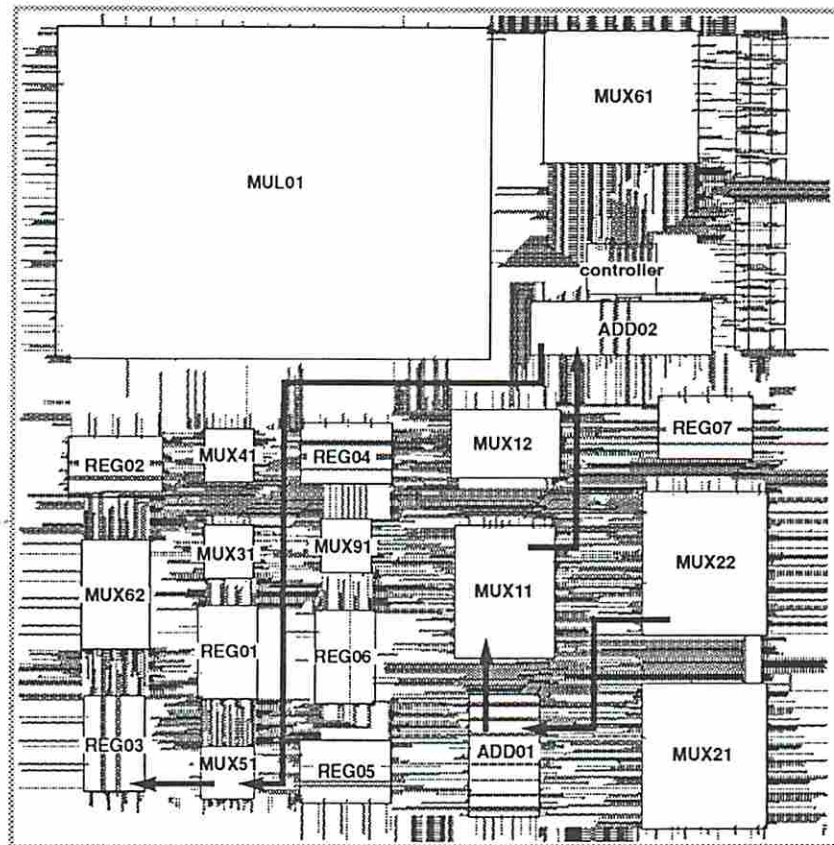 MUX61
MUL01
controller
ADD02
MUX12
REG07
REG02
MUX41
REG04
MUX31
MUX91
MUX11
MUX22
MUX62
REG01
REG06
REG03
MUX51
REG05
ADD01
MUX21